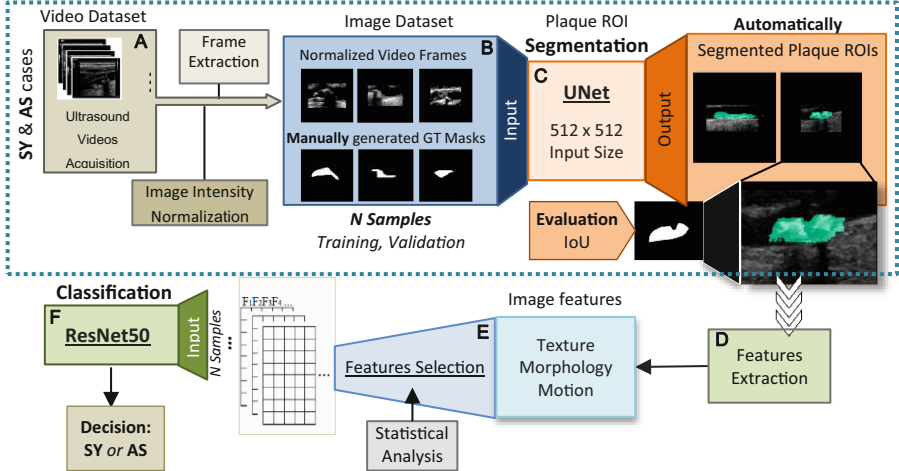 Video Dataset
SY & AS cases
A
Ultrasound
Videos
Acquisition
Frame
Extraction
Image Intensity
Normalization
Image Dataset
B
Normalized Video Frames
Manually generated GT Masks
N Samples
Training, Validation
Input
Plaque ROI
Segmentation
C
UNet
512 x 512
Input Size
Output
Automatically
Segmented Plaque ROIs
Evaluation
IoU
Classification
F
ResNet50
Input
N Samples
...
F1F2F3F4 ...
...
Decision:
SY or AS
E
Features Selection
Statistical
Analysis
Image features
Texture
Morphology
Motion
D
Features
Extraction